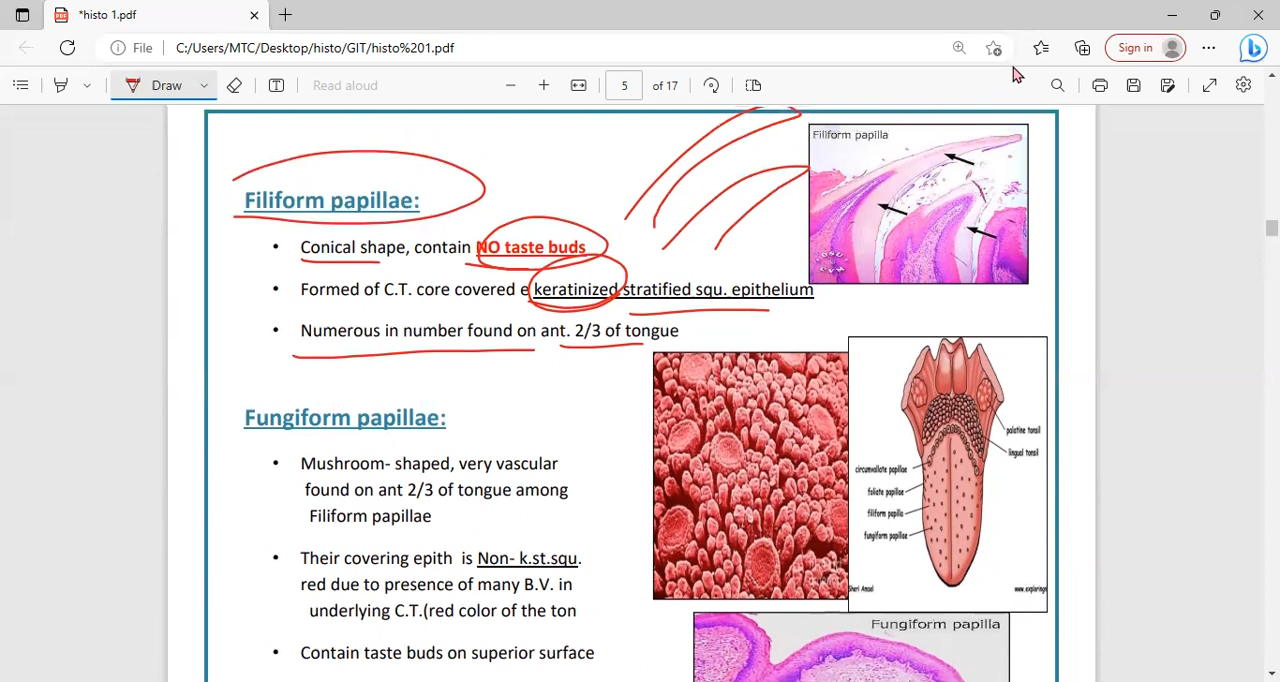 *histo 1.pdf
File
C:/Users/MTC/Desktop/histo/GIT/histo%201.pdf
Sign in
Draw
Read aloud
5
of 17
Filiform papillae:
• Conical shape, contain NO taste buds
• Formed of C.T. core covered e keratinized stratified squ. epithelium
• Numerous in number found on ant. 2/3 of tongue
Filiform papilla
palatine tonsil
lingual tonsil
circumvallate papillae
foliate papillae
filiform papilla
fungiform papillae
Fungiform papillae:
• Mushroom- shaped, very vascular
found on ant 2/3 of tongue among
Filiform papillae
• Their covering epith is Non- k.st.squ.
red due to presence of many B.V. in
underlying C.T.(red color of the ton
• Contain taste buds on superior surface
Fungiform papilla